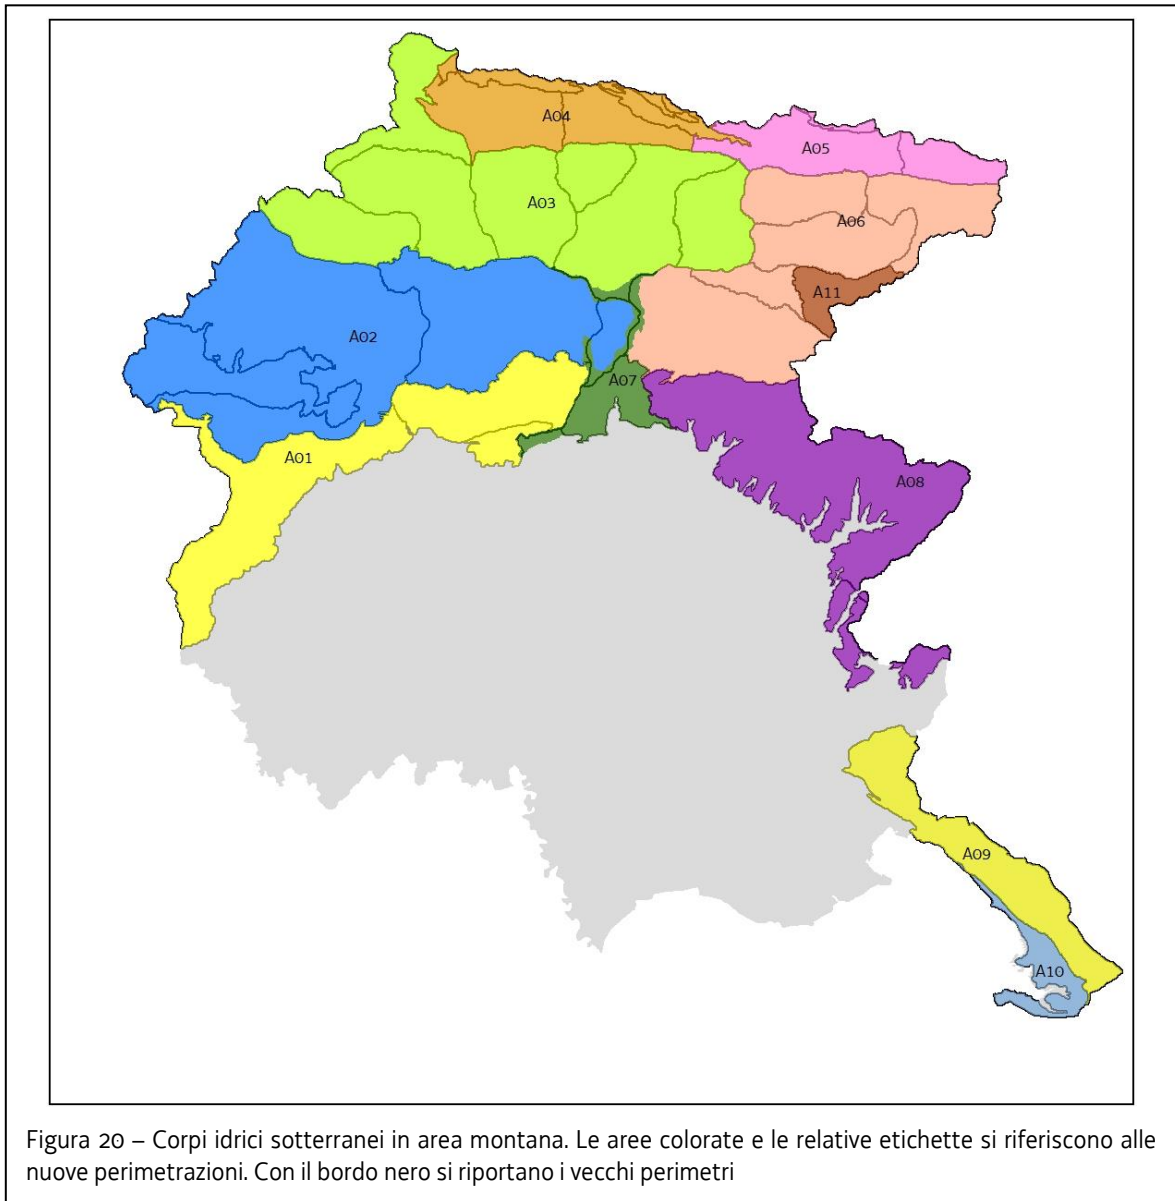 A04
A05
A03
A06
A11
A02
A07
A01
A08
A09
A10
Figura 20 – Corpi idrici sotterranei in area montana. Le aree colorate e le relative etichette si riferiscono alle
nuove perimetrazioni. Con il bordo nero si riportano i vecchi perimetri